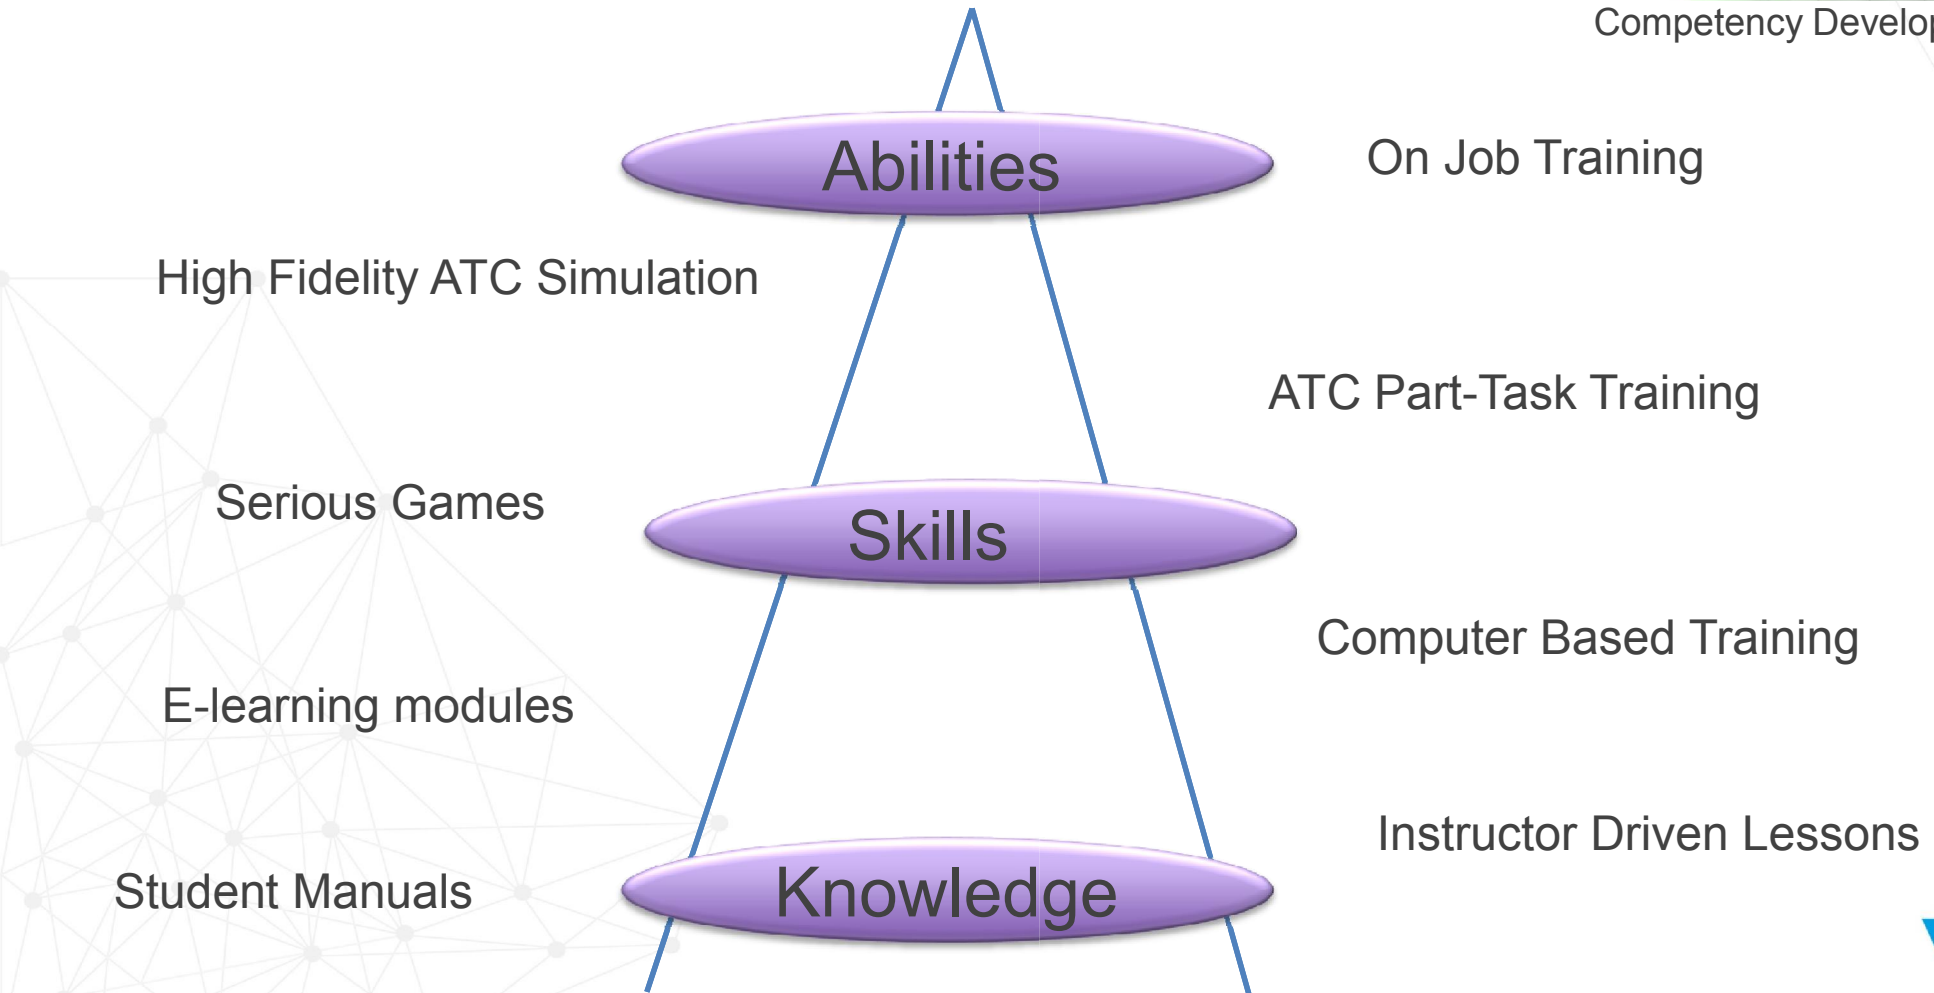 Competency
Abilities
On Job Training
High Fidelity ATC Simulation
ATC Part-Task Training
Serious Games
Skills
Computer Based Training
E-learning modules
Instructor Driven Lessons
Student Manuals
Knowledge